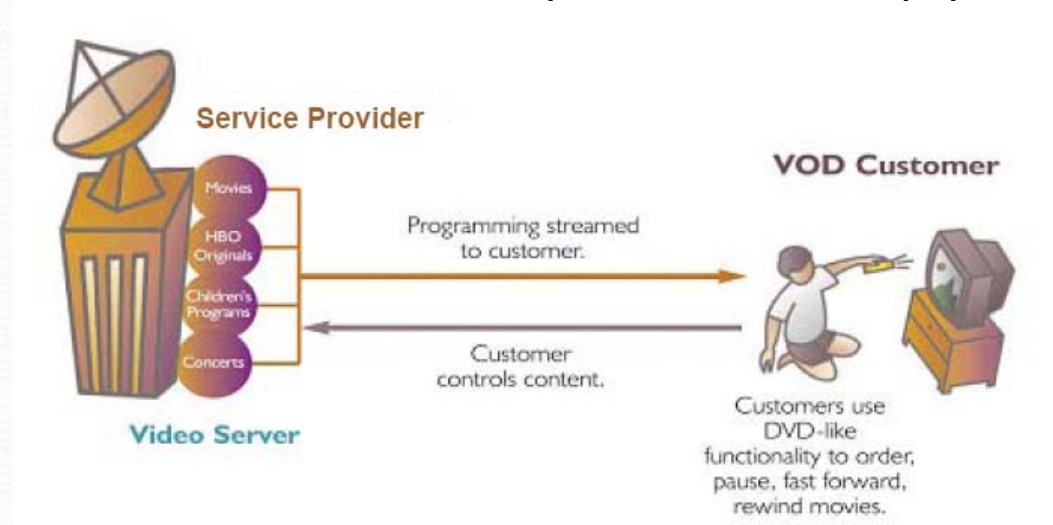 Service Provider
VOD Customer
Movies
HBO
Originals
Children's
Programs
Concerts
Programming streamed
to customer.
Customer
controls content.
Video Server
Customers use
DVD-like
functionality to order,
pause, fast forward,
rewind movies.